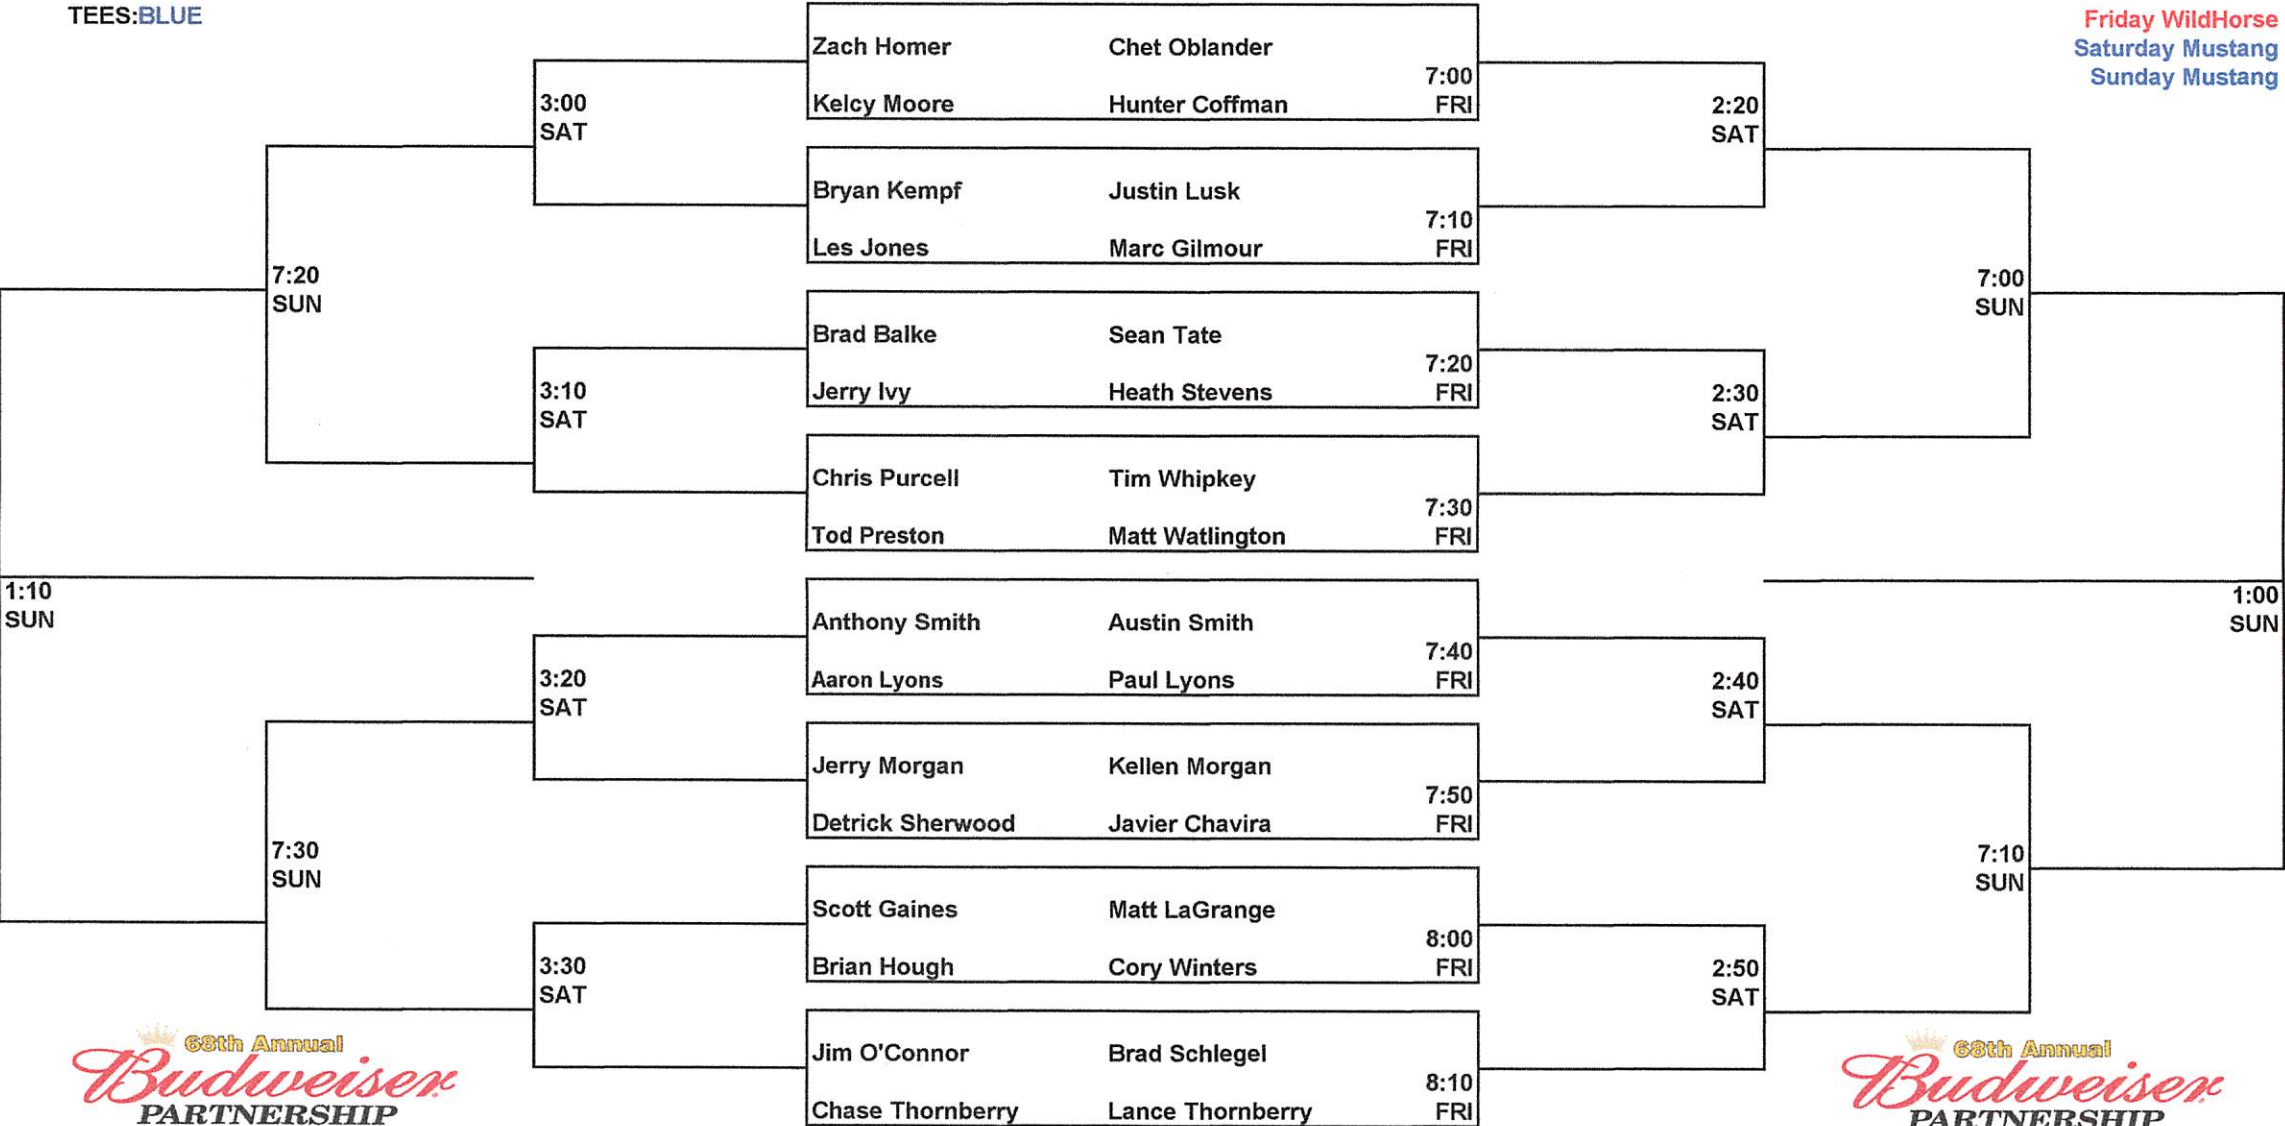 TEES:BLUE
Friday WildHorse
Saturday Mustang
Sunday Mustang
Zach Homer Chet Oblander
7:00
Kelcy Moore Hunter Coffman FRI
3:00
SAT
2:20
SAT
Bryan Kempf Justin Lusk
7:10
Les Jones Marc Gilmour FRI
7:20
SUN
7:00
SUN
Brad Balke Sean Tate
7:20
Jerry Ivy Heath Stevens FRI
3:10
SAT
2:30
SAT
Chris Purcell Tim Whipkey
7:30
Tod Preston Matt Watlington FRI
1:10
SUN
1:00
SUN
Anthony Smith Austin Smith
7:40
Aaron Lyons Paul Lyons FRI
3:20
SAT
2:40
SAT
Jerry Morgan Kellen Morgan
7:50
Detrick Sherwood Javier Chavira FRI
7:30
SUN
7:10
SUN
Scott Gaines Matt LaGrange
8:00
Brian Hough Cory Winters FRI
3:30
SAT
2:50
SAT
Jim O'Connor Brad Schlegel
8:10
Chase Thornberry Lance Thornberry FRI
68th Annual
Budweiser
PARTNERSHIP
68th Annual
Budweiser
PARTNERSHIP